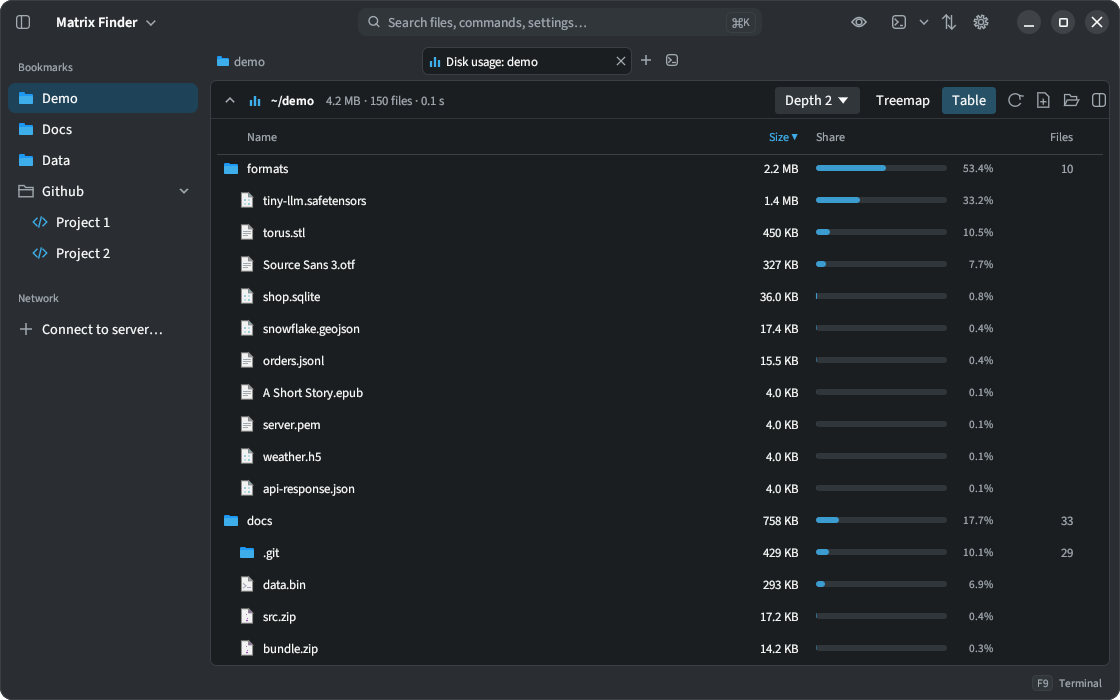 Matrix Finder
Search files, commands, settings… ⌘K
Bookmarks
Demo
Docs
Data
Github
Project 1
Project 2
Network
Connect to server…
demo
Disk usage: demo
~/demo 4.2 MB · 150 files · 0.1 s
Depth 2 Treemap Table
Name Size Share Files
formats 2.2 MB 53.4% 10
tiny-llm.safetensors 1.4 MB 33.2%
torus.stl 450 KB 10.5%
Source Sans 3.otf 327 KB 7.7%
shop.sqlite 36.0 KB 0.8%
snowflake.geojson 17.4 KB 0.4%
orders.jsonl 15.5 KB 0.4%
A Short Story.epub 4.0 KB 0.1%
server.pem 4.0 KB 0.1%
weather.h5 4.0 KB 0.1%
api-response.json 4.0 KB 0.1%
docs 758 KB 17.7% 33
.git 429 KB 10.1% 29
data.bin 293 KB 6.9%
src.zip 17.2 KB 0.4%
bundle.zip 14.2 KB 0.3%
F9 Terminal